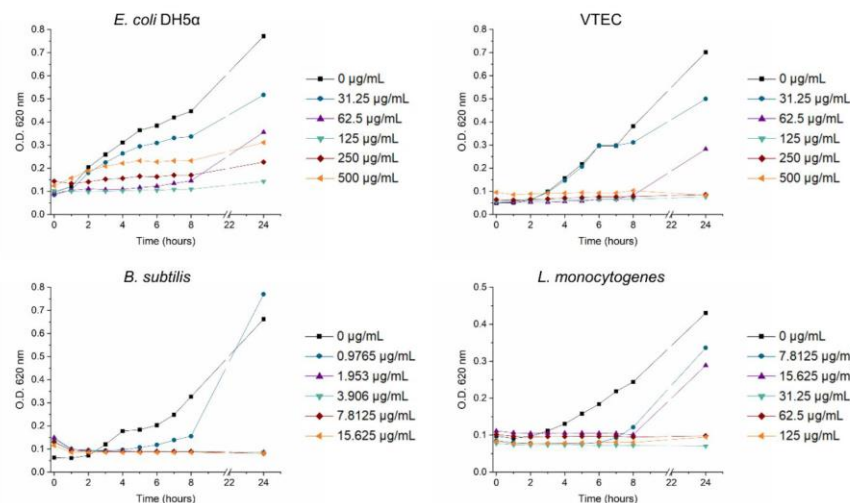 E. coli DH5α
0.8
0.7
0.6
0.5
0.4
0.3
0.2
0.1
0.0
O.D. 620 nm
0 2 4 6 8 22 24
Time (hours)
0 µg/mL
31.25 µg/mL
62.5 µg/mL
125 µg/mL
250 µg/mL
500 µg/mL
VTEC
0.8
0.7
0.6
0.5
0.4
0.3
0.2
0.1
0.0
O.D. 620 nm
0 2 4 6 8 22 24
Time (hours)
0 µg/mL
31.25 µg/mL
62.5 µg/mL
125 µg/mL
250 µg/mL
500 µg/mL
B. subtilis
0.8
0.7
0.6
0.5
0.4
0.3
0.2
0.1
0.0
O.D. 620 nm
0 2 4 6 8 22 24
Time (hours)
0 µg/mL
0.9765 µg/mL
1.953 µg/mL
3.906 µg/mL
7.8125 µg/mL
15.625 µg/mL
L. monocytogenes
0.5
0.4
0.3
0.2
0.1
0.0
O.D. 620 nm
0 2 4 6 8 22 24
Time (hours)
0 µg/mL
7.8125 µg/m
15.625 µg/m
31.25 µg/mL
62.5 µg/mL
125 µg/mL